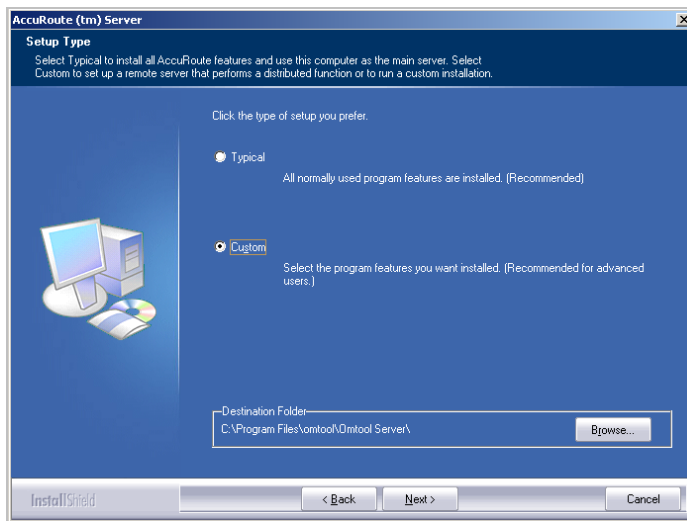 AccuRoute (tm) Server
Setup Type
Select Typical to install all AccuRoute features and use this computer as the main server. Select
Custom to set up a remote server that performs a distributed function or to run a custom installation.
Click the type of setup you prefer.
Typical
All normally used program features are installed. (Recommended)
Custom
Select the program features you want installed. (Recommended for advanced
users.)
Destination Folder
C:\Program Files\omtool\Omtool Server\
Browse...
InstallShield
< Back
Next >
Cancel